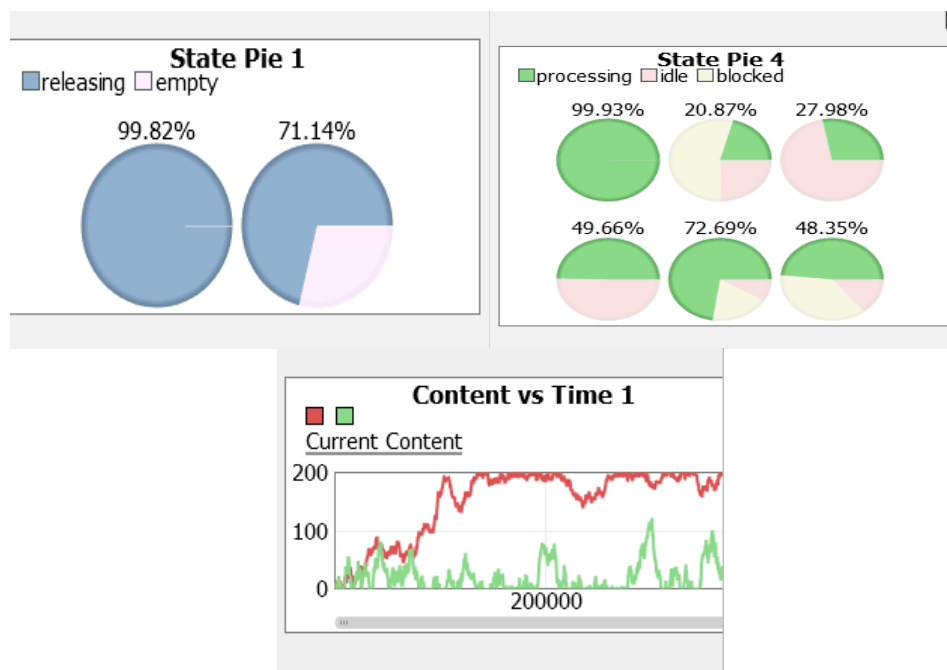 State Pie 1
releasing empty
99.82% 71.14%
State Pie 4
processing idle blocked
99.93% 20.87% 27.98%
49.66% 72.69% 48.35%
Content vs Time 1
Current Content
200
100
0
200000